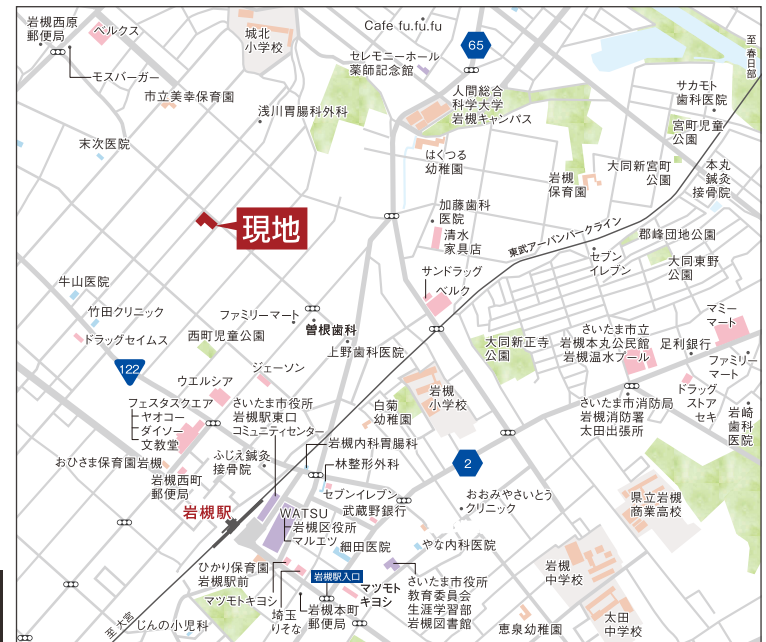 岩槻西原
郵便局
ベルクス
モスバーガー
城北
小学校
Cafe fu.fu.fu
65
セレモニーホール
薬師記念館
至春日部
市立美幸保育園
浅川胃腸科外科
人間総合
科学大学
岩槻キャンパス
サカモト
歯科医院
宮町児童
公園
末次医院
はくつる
幼稚園
岩槻
保育園
大同新宮町
公園
本丸
鍼灸
接骨院
現地
加藤歯科
医院
清水
家具店
東武アーバンパークライン
郡峰団地公園
セブン
イレブン
大同東野
公園
サンドラッグ
ベルク
牛山医院
竹田クリニック
ドラッグセイムス
ファミリーマート
西町児童公園
曽根歯科
上野歯科医院
大同新正寺
公園
さいたま市立
岩槻本丸公民館
岩槻温水プール
マミー
マート
足利銀行
ファミリー
マート
122
ジェーソン
ウエルシア
フェスタスクエア
ヤオコー
ダイソー
文教堂
さいたま市役所
岩槻駅東口
コミュニティセンター
白菊
幼稚園
岩槻
小学校
さいたま市消防局
岩槻消防署
太田出張所
ドラッグ
ストア
セキ
岩崎
歯科
医院
おひさま保育園岩槻
岩槻西町
郵便局
ふじえ鍼灸
接骨院
岩槻内科胃腸科
林整形外科
2
岩槻駅
WATSU
岩槻区役所
マルエツ
セブンイレブン
武蔵野銀行
おおみやさいとう
クリニック
県立岩槻
商業高校
細田医院
やな内科医院
ひかり保育園
岩槻駅前
岩槻駅入口
マツモトキヨシ
埼玉
りそな
岩槻本町
郵便局
マツモト
キヨシ
さいたま市役所
教育委員会
生涯学習部
岩槻図書館
岩槻
中学校
太田
中学校
至大宮
じんの小児科
恵泉幼稚園